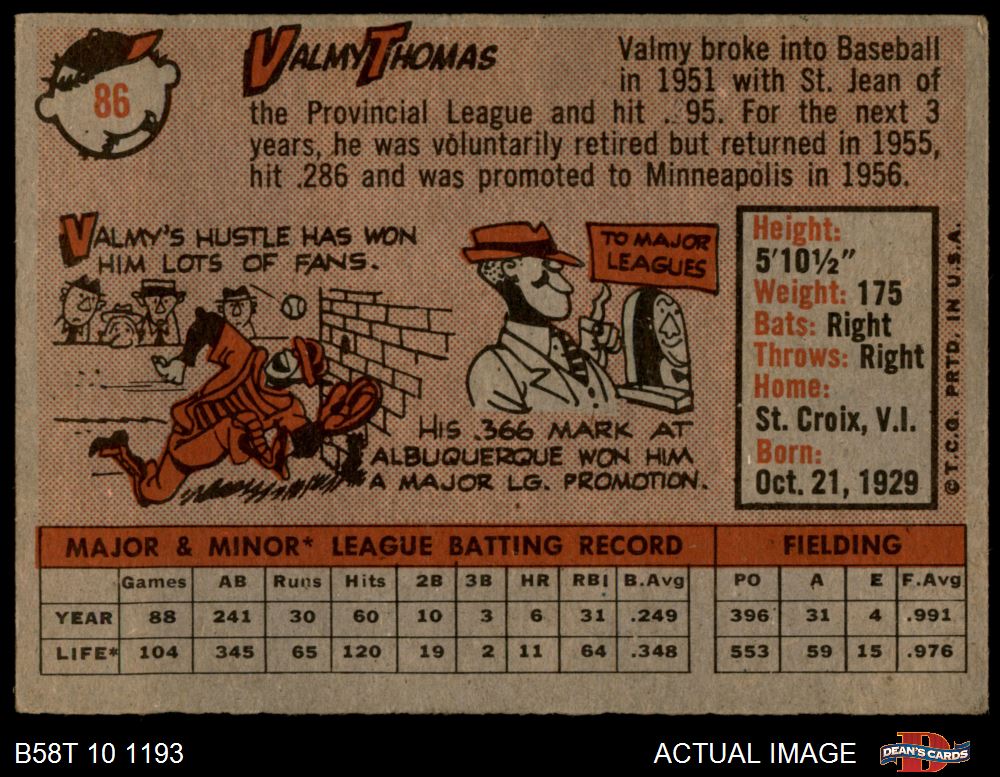 86
VALMY THOMAS
Valmy broke into Baseball
in 1951 with St. Jean of
the Provincial League and hit . 95. For the next 3
years, he was voluntarily retired but returned in 1955,
hit .286 and was promoted to Minneapolis in 1956.
VALMY'S HUSTLE HAS WON
HIM LOTS OF FANS.
TO MAJOR
LEAGUES
HIS .366 MARK AT
ALBUQUERQUE WON HIM
A MAJOR LG. PROMOTION.
Height:
5'10½"
Weight: 175
Bats: Right
Throws: Right
Home:
St. Croix, V.I.
Born:
Oct. 21, 1929
© T.C.G. PRTD. IN U.S.A.
MAJOR & MINOR* LEAGUE BATTING RECORD FIELDING
Games AB Runs Hits 2B 3B HR RBI B.Avg PO A E F.Avg
YEAR 88 241 30 60 10 3 6 31 .249 396 31 4 .991
LIFE* 104 345 65 120 19 2 11 64 .348 553 59 15 .976
B58T 10 1193 ACTUAL IMAGE DEAN'S CARDS